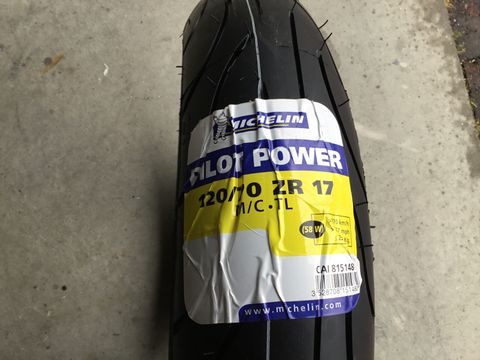 MICHELIN
PILOT POWER
120/70 ZR 17
M/C • TL
(58 W)
CAI 815148
www.michelin.com